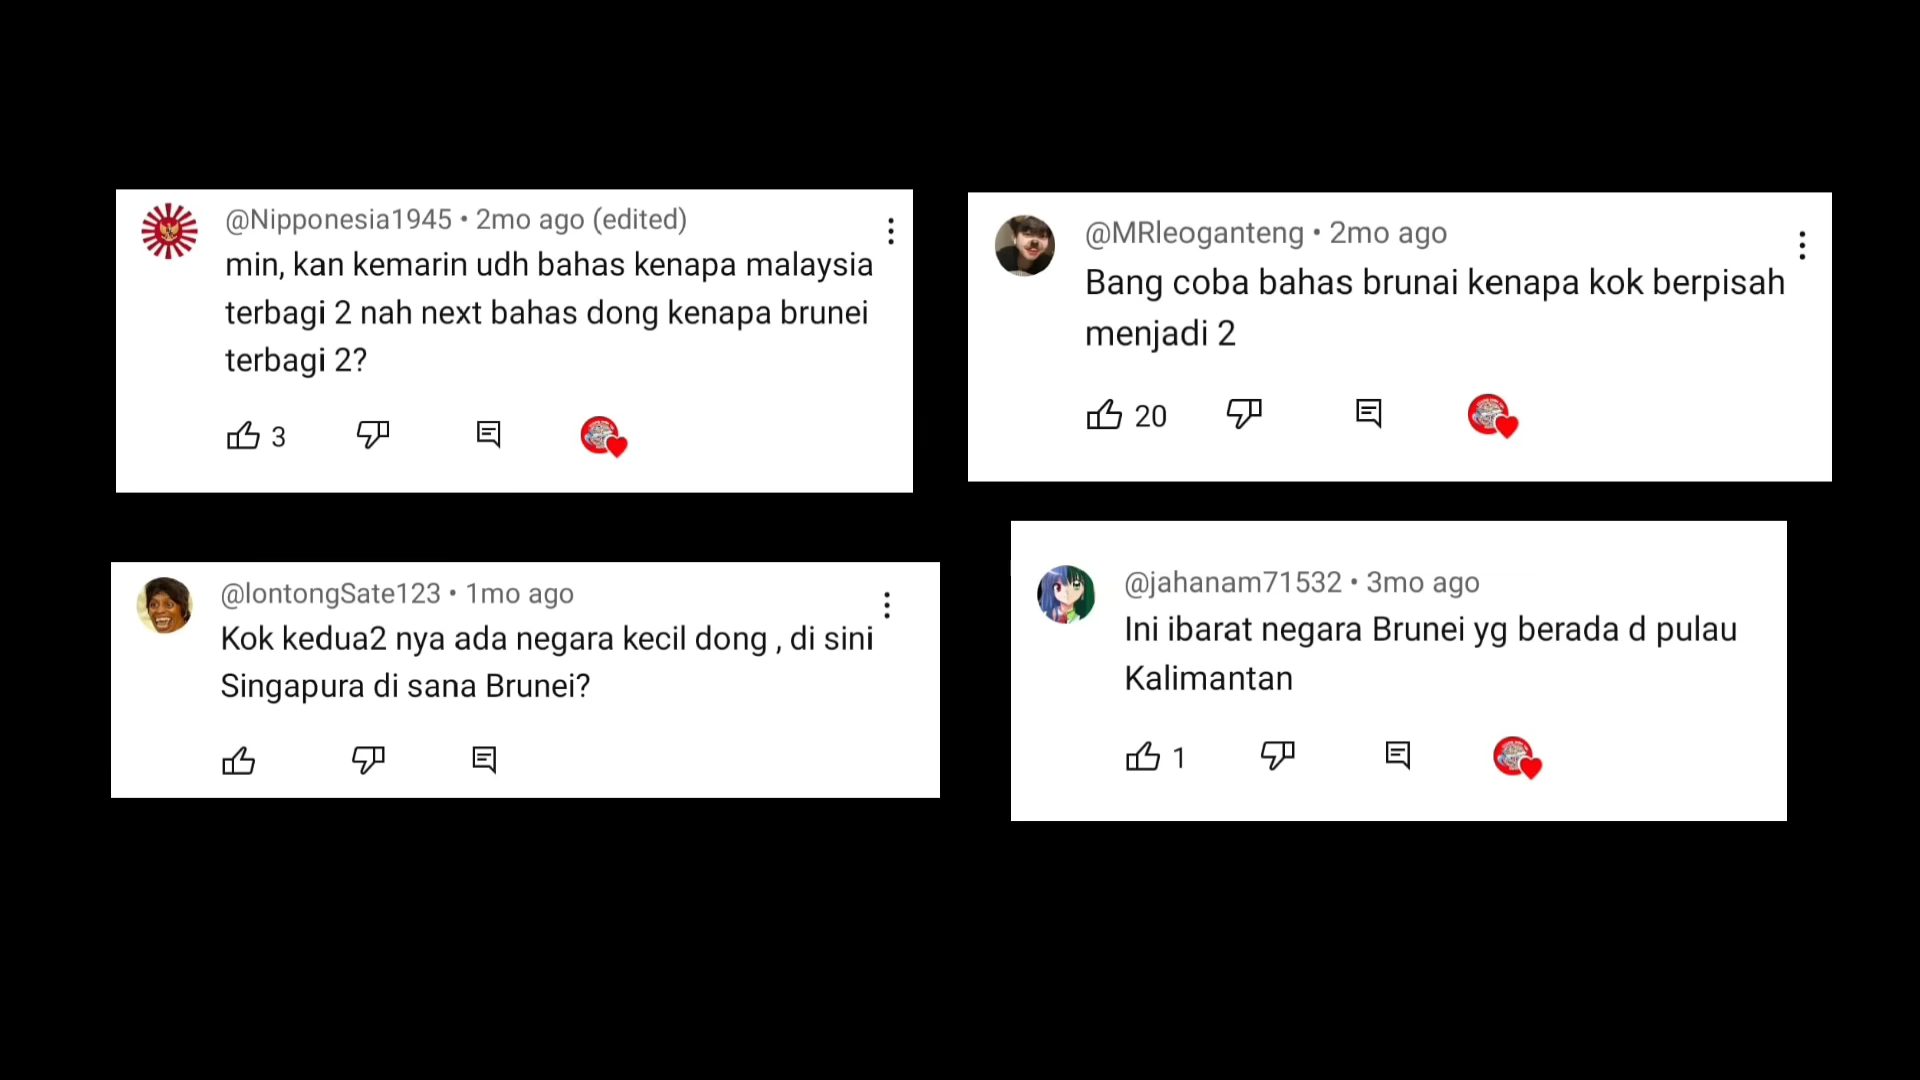 @Nipponesia1945 • 2mo ago (edited)
min, kan kemarin udh bahas kenapa malaysia
terbagi 2 nah next bahas dong kenapa brunei
terbagi 2?
3
@MRleoganteng • 2mo ago
Bang coba bahas brunai kenapa kok berpisah
menjadi 2
20
@lontongSate123 • 1mo ago
Kok kedua2 nya ada negara kecil dong , di sini
Singapura di sana Brunei?
@jahanam71532 • 3mo ago
Ini ibarat negara Brunei yg berada d pulau
Kalimantan
1